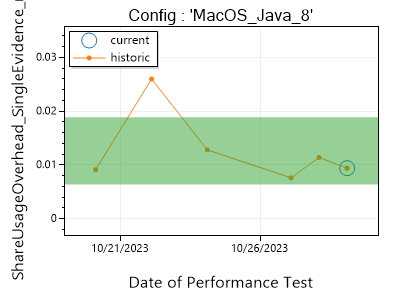 Config : 'MacOS_Java_8'
current
historic
0.03
0.02
0.01
0
ShareUsageOverhead_SingleEvidence_
10/21/2023
10/26/2023
Date of Performance Test